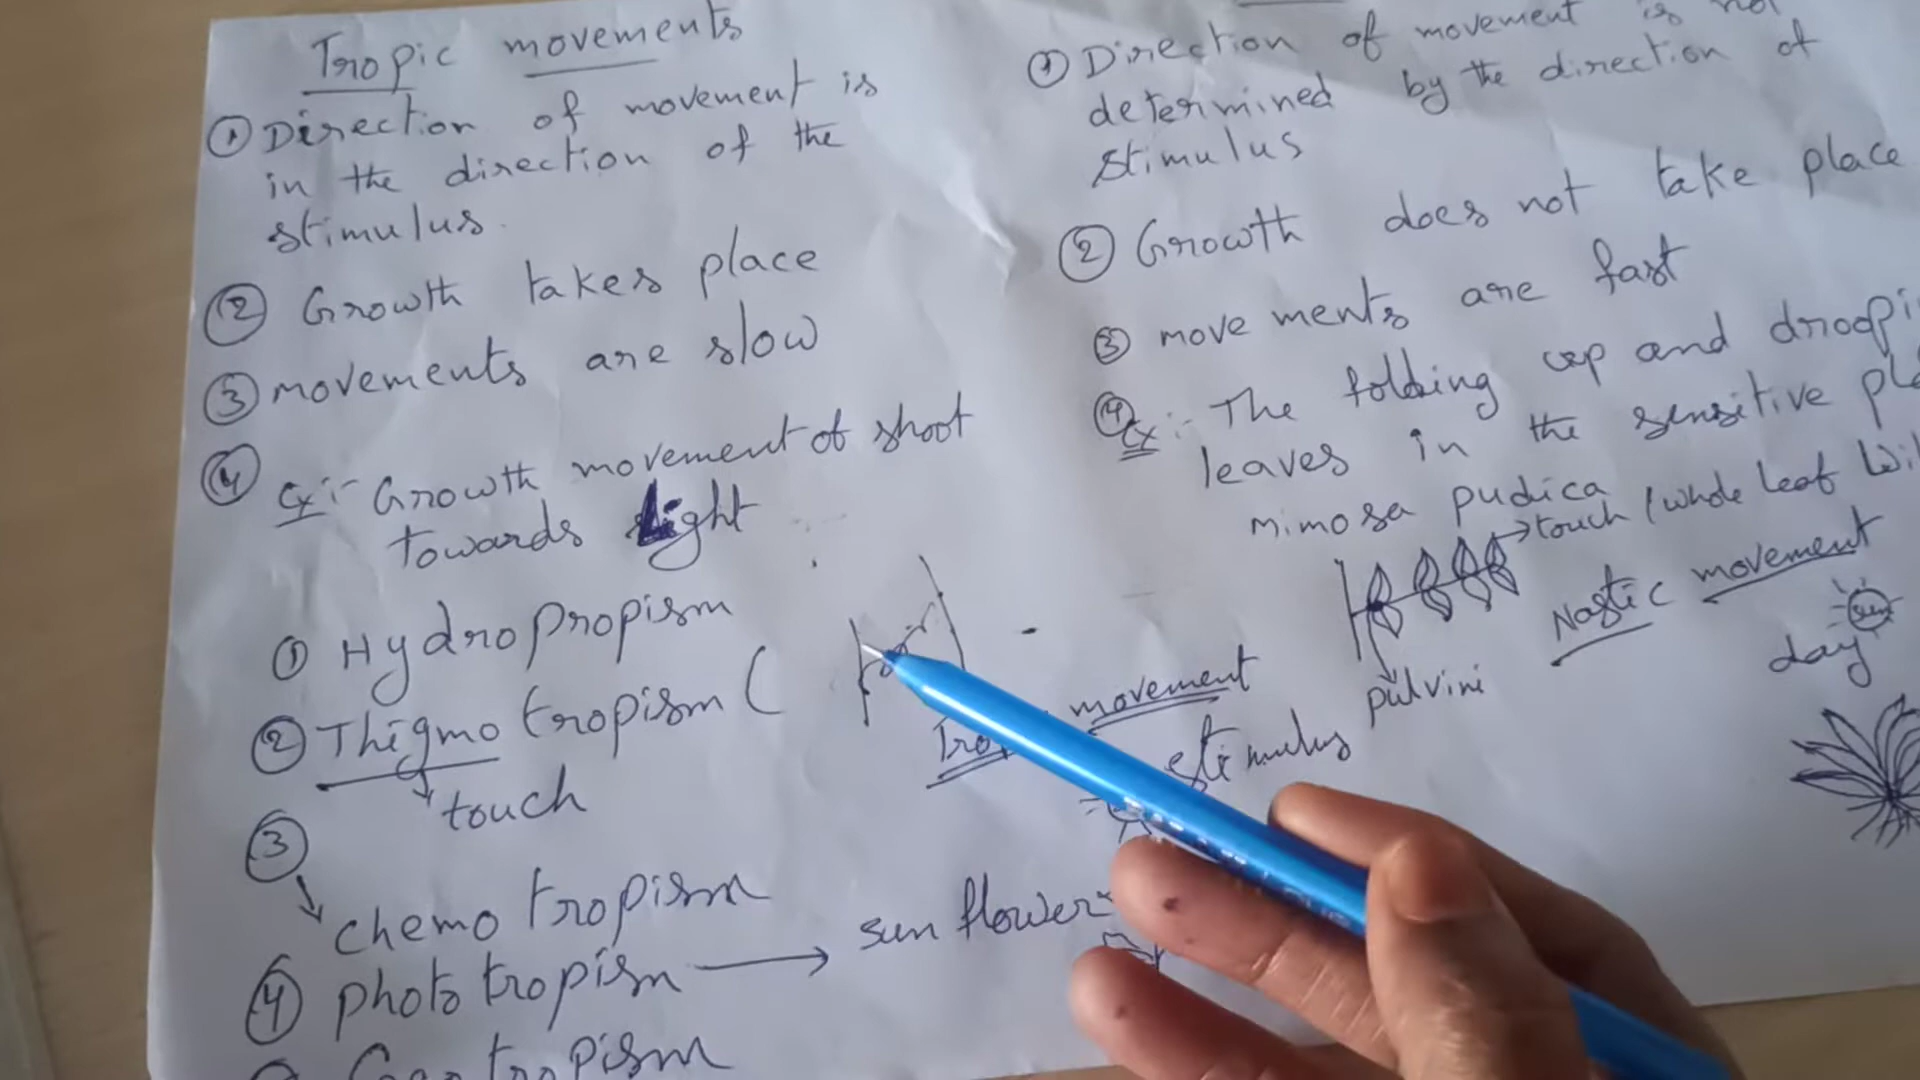 Tropic movements
① Direction of movement is
in the direction of the
stimulus.
② Growth takes place
③ movements are slow
④ Ex:- Growth movement of shoot
towards Light
① Hydropropism
② Thigmo tropism (
touch
③
chemo tropism
④ photo tropism → sun flower
tropism
① Direction of movement is not
determined by the direction of
stimulus
② Growth does not take place
③ movements are fast
④ Ex:- The folding up and
leaves in the sensitive
mimosa pudica
touch / whole leaf
pulvini
Nastic movement
day
sun
movement
stimulus